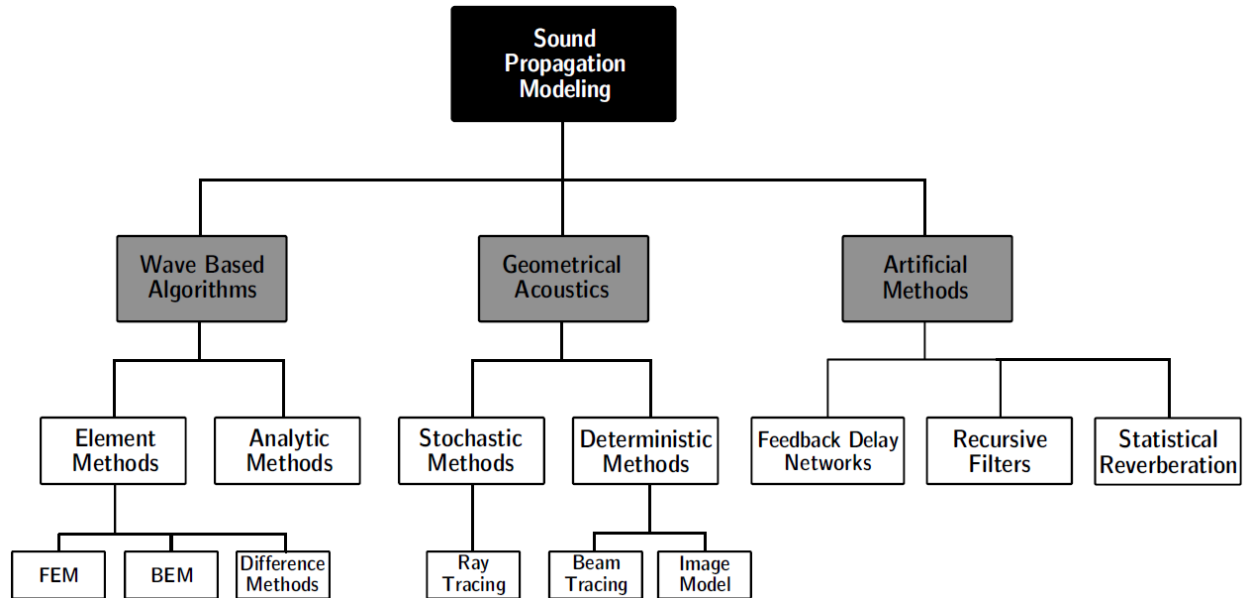 Sound
Propagation
Modeling
Wave Based
Algorithms
Geometrical
Acoustics
Artificial
Methods
Element
Methods
Analytic
Methods
Stochastic
Methods
Deterministic
Methods
Feedback Delay
Networks
Recursive
Filters
Statistical
Reverberation
FEM
BEM
Difference
Methods
Ray
Tracing
Beam
Tracing
Image
Model